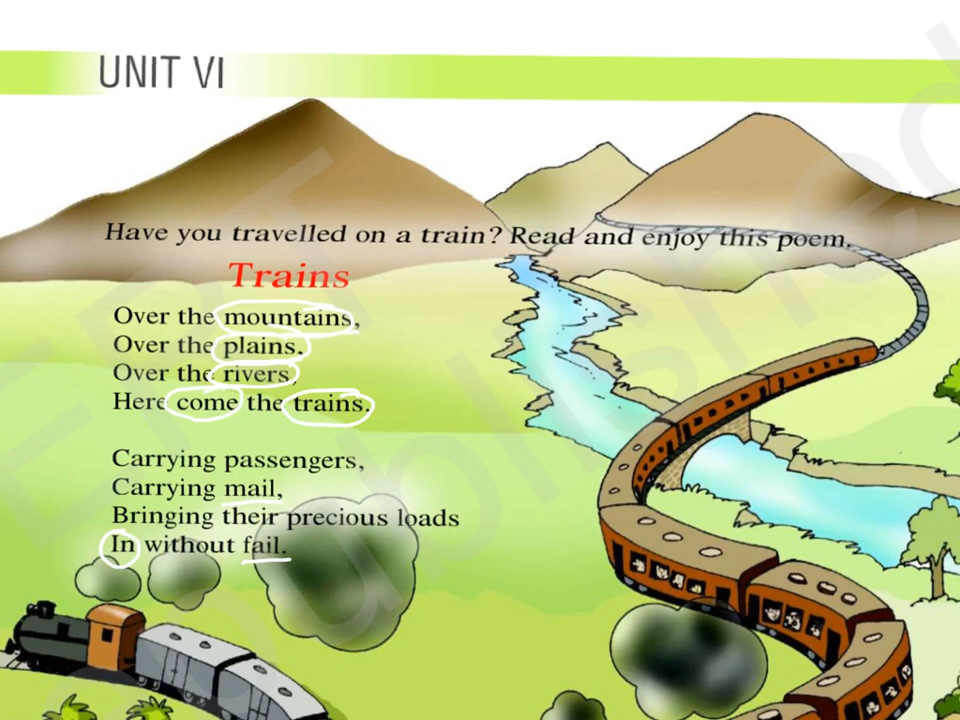 UNIT VI
Have you travelled on a train? Read and enjoy this poem.
Trains
Over the mountains,
Over the plains,
Over the rivers,
Here come the trains.
Carrying passengers,
Carrying mail,
Bringing their precious loads
In without fail.